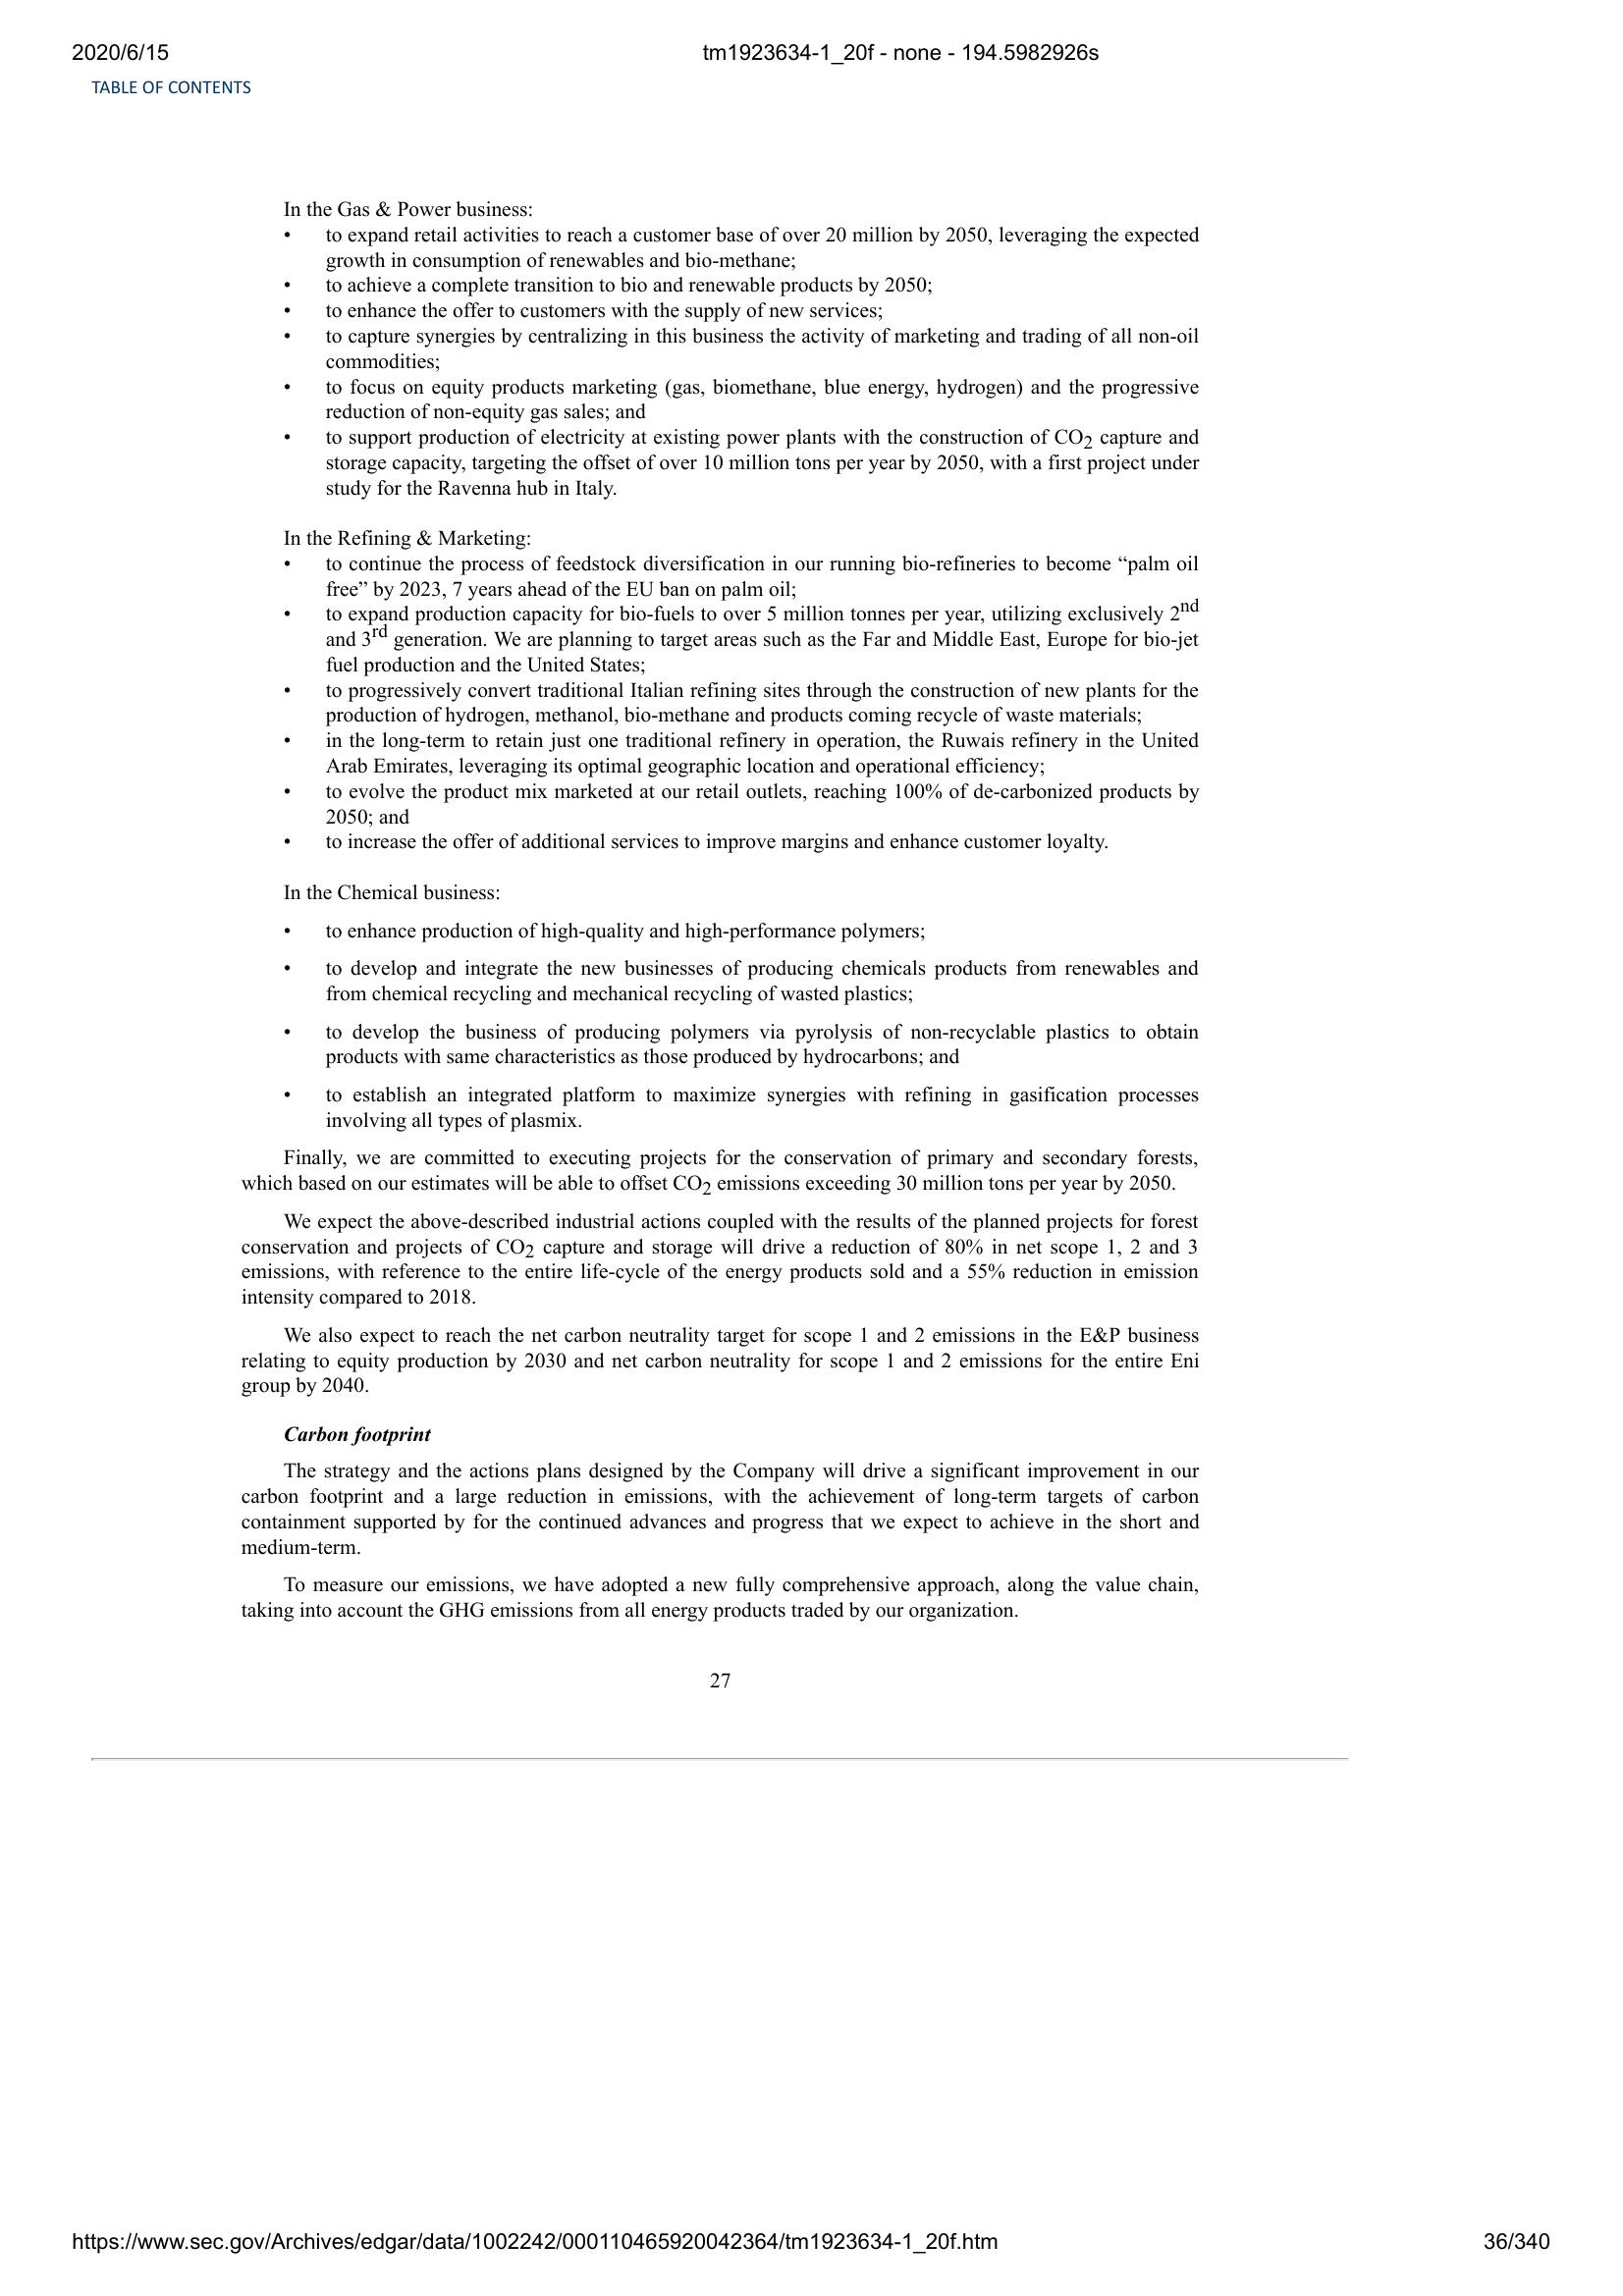 2020/6/15
tm1923634-1_20f - none - 194.5982926s
TABLE OF CONTENTS
In the Gas & Power business:
• to expand retail activities to reach a customer base of over 20 million by 2050, leveraging the expected
growth in consumption of renewables and bio-methane;
• to achieve a complete transition to bio and renewable products by 2050;
• to enhance the offer to customers with the supply of new services;
• to capture synergies by centralizing in this business the activity of marketing and trading of all non-oil
commodities;
• to focus on equity products marketing (gas, biomethane, blue energy, hydrogen) and the progressive
reduction of non-equity gas sales; and
• to support production of electricity at existing power plants with the construction of CO2 capture and
storage capacity, targeting the offset of over 10 million tons per year by 2050, with a first project under
study for the Ravenna hub in Italy.
In the Refining & Marketing:
• to continue the process of feedstock diversification in our running bio-refineries to become “palm oil
free” by 2023, 7 years ahead of the EU ban on palm oil;
• to expand production capacity for bio-fuels to over 5 million tonnes per year, utilizing exclusively 2nd
and 3rd generation. We are planning to target areas such as the Far and Middle East, Europe for bio-jet
fuel production and the United States;
• to progressively convert traditional Italian refining sites through the construction of new plants for the
production of hydrogen, methanol, bio-methane and products coming recycle of waste materials;
• in the long-term to retain just one traditional refinery in operation, the Ruwais refinery in the United
Arab Emirates, leveraging its optimal geographic location and operational efficiency;
• to evolve the product mix marketed at our retail outlets, reaching 100% of de-carbonized products by
2050; and
• to increase the offer of additional services to improve margins and enhance customer loyalty.
In the Chemical business:
• to enhance production of high-quality and high-performance polymers;
• to develop and integrate the new businesses of producing chemicals products from renewables and
from chemical recycling and mechanical recycling of wasted plastics;
• to develop the business of producing polymers via pyrolysis of non-recyclable plastics to obtain
products with same characteristics as those produced by hydrocarbons; and
• to establish an integrated platform to maximize synergies with refining in gasification processes
involving all types of plasmix.
Finally, we are committed to executing projects for the conservation of primary and secondary forests,
which based on our estimates will be able to offset CO2 emissions exceeding 30 million tons per year by 2050.
We expect the above-described industrial actions coupled with the results of the planned projects for forest
conservation and projects of CO2 capture and storage will drive a reduction of 80% in net scope 1, 2 and 3
emissions, with reference to the entire life-cycle of the energy products sold and a 55% reduction in emission
intensity compared to 2018.
We also expect to reach the net carbon neutrality target for scope 1 and 2 emissions in the E&P business
relating to equity production by 2030 and net carbon neutrality for scope 1 and 2 emissions for the entire Eni
group by 2040.
Carbon footprint
The strategy and the actions plans designed by the Company will drive a significant improvement in our
carbon footprint and a large reduction in emissions, with the achievement of long-term targets of carbon
containment supported by for the continued advances and progress that we expect to achieve in the short and
medium-term.
To measure our emissions, we have adopted a new fully comprehensive approach, along the value chain,
taking into account the GHG emissions from all energy products traded by our organization.
27
https://www.sec.gov/Archives/edgar/data/1002242/000110465920042364/tm1923634-1_20f.htm
36/340